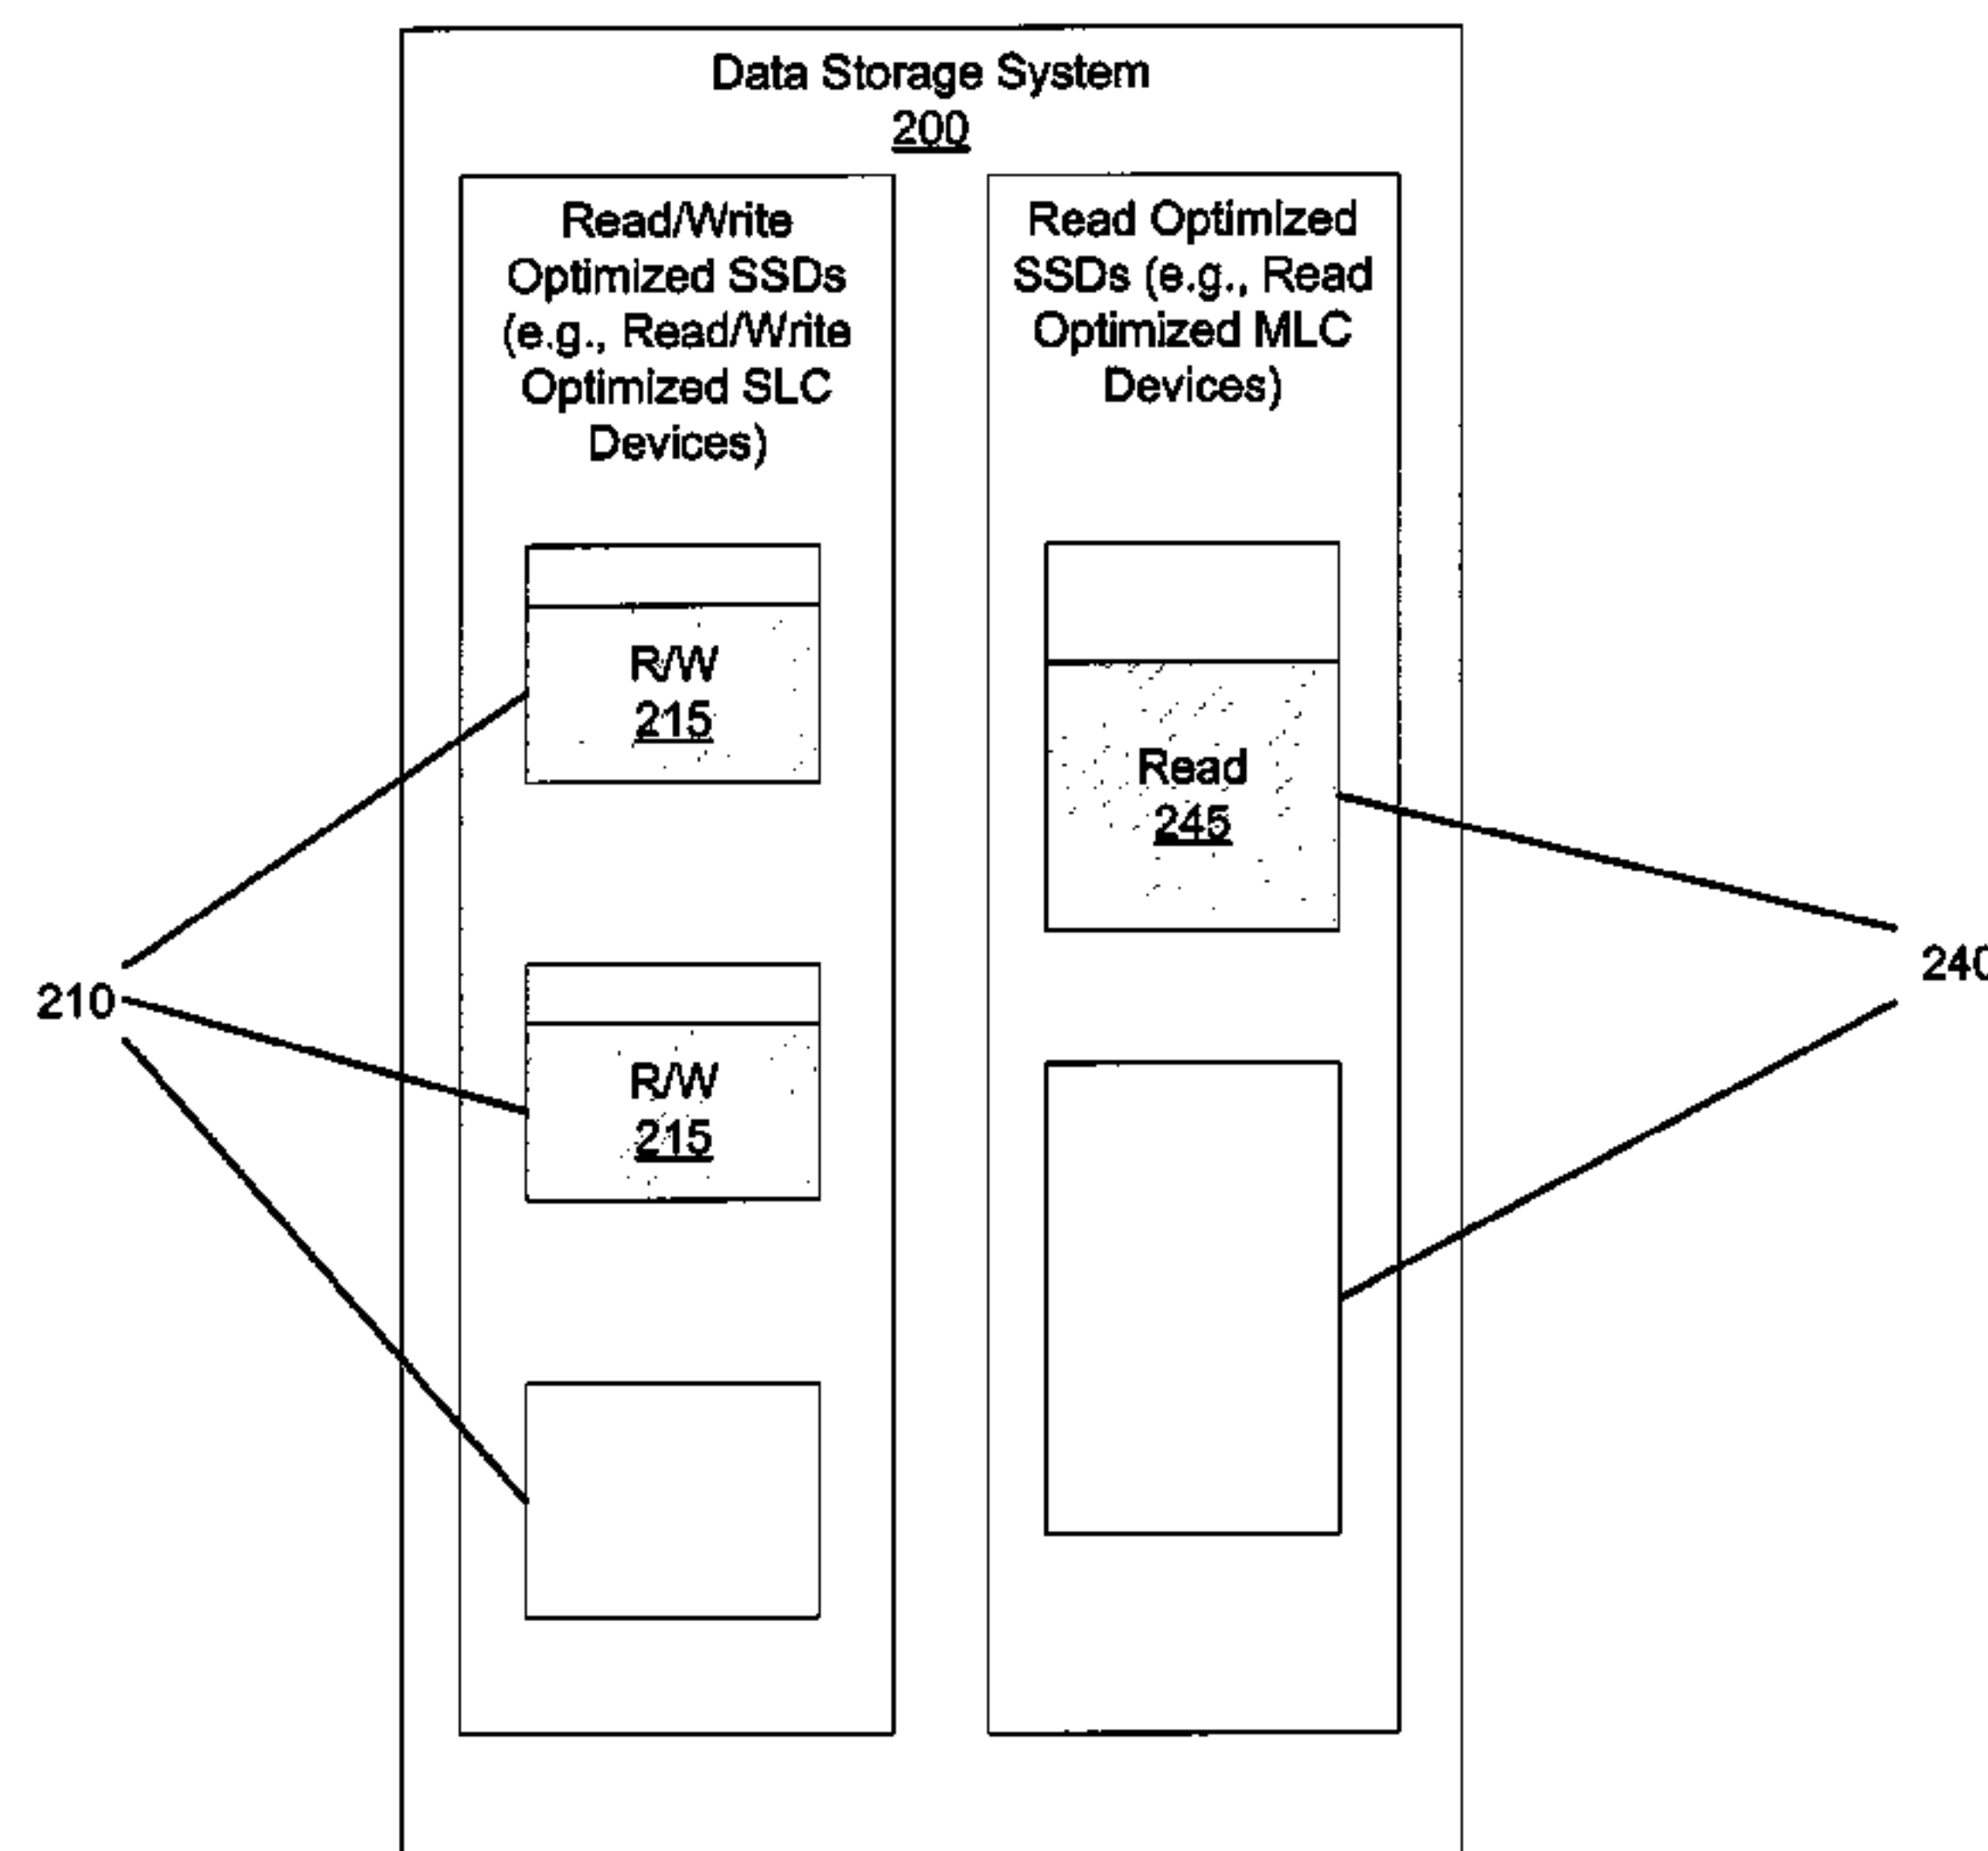 Data Storage System
200
Read/Write
Optimized SSDs
(e.g., Read/Write
Optimized SLC
Devices)
Read Optimized
SSDs (e.g., Read
Optimized MLC
Devices)
R/W
215
Read
245
210
240
R/W
215